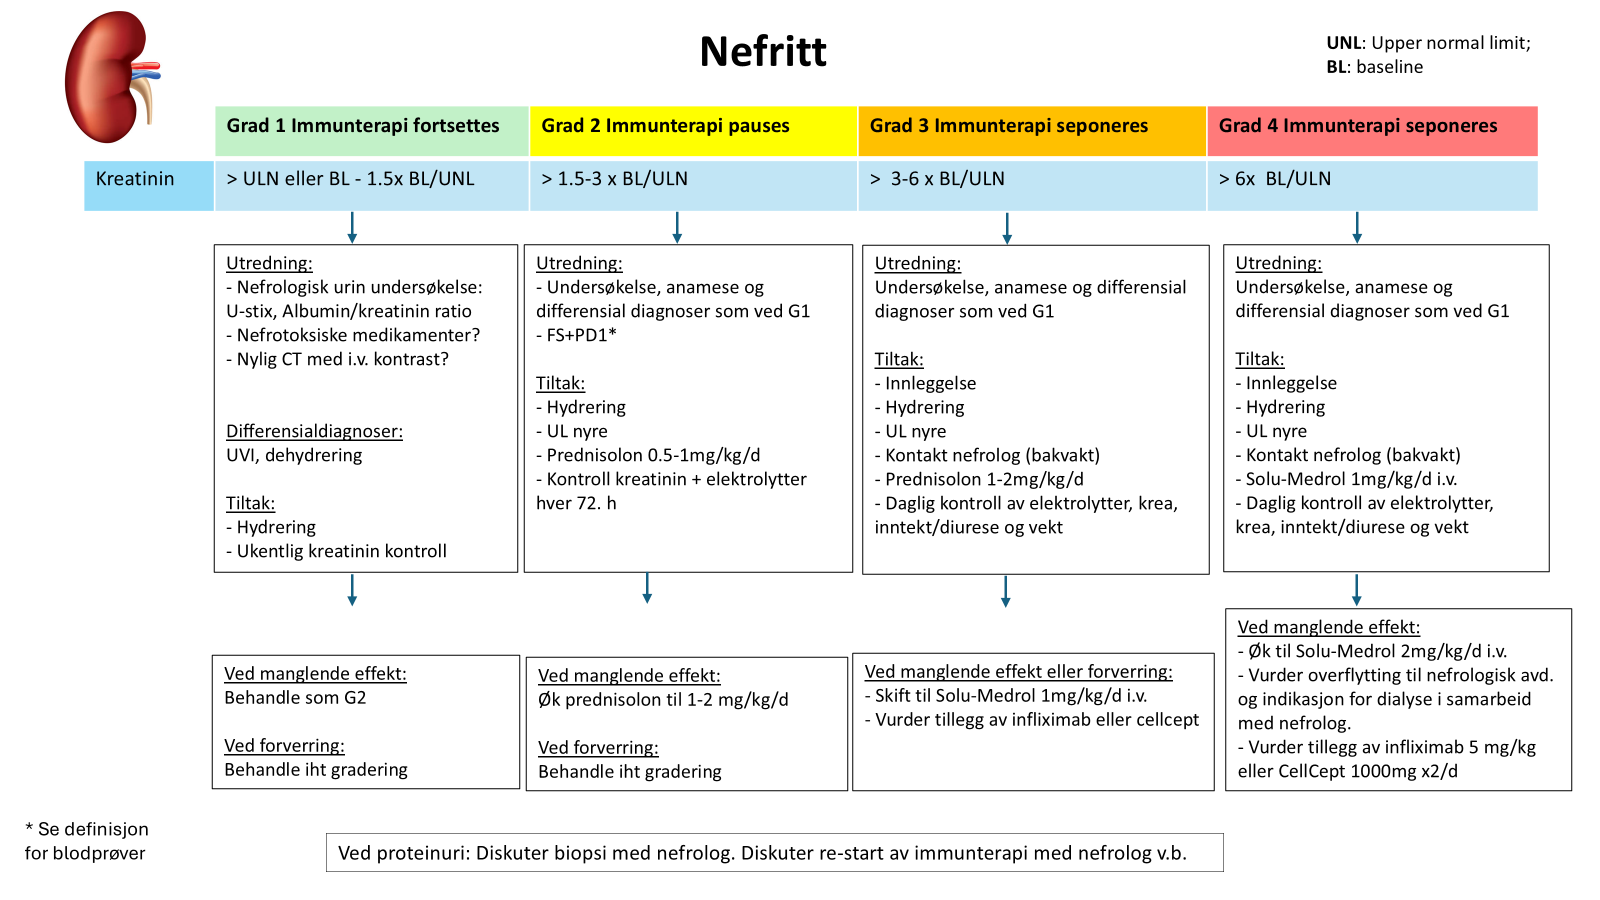 Nefritt
UNL: Upper normal limit;
BL: baseline
Grad 1 Immunterapi fortsettes
Grad 2 Immunterapi pauses
Grad 3 Immunterapi seponeres
Grad 4 Immunterapi seponeres
Kreatinin
> ULN eller BL - 1.5x BL/UNL
> 1.5-3 x BL/ULN
> 3-6 x BL/ULN
> 6x BL/ULN
Utredning:
- Nefrologisk urin undersøkelse:
U-stix, Albumin/kreatinin ratio
- Nefrotoksiske medikamenter?
- Nylig CT med i.v. kontrast?
Differensialdiagnoser:
UVI, dehydrering
Tiltak:
- Hydrering
- Ukentlig kreatinin kontroll
Utredning:
- Undersøkelse, anamese og
differensial diagnoser som ved G1
- FS+PD1*
Tiltak:
- Hydrering
- UL nyre
- Prednisolon 0.5-1mg/kg/d
- Kontroll kreatinin + elektrolytter
hver 72. h
Utredning:
Undersøkelse, anamese og differensial
diagnoser som ved G1
Tiltak:
- Innleggelse
- Hydrering
- UL nyre
- Kontakt nefrolog (bakvakt)
- Prednisolon 1-2mg/kg/d
- Daglig kontroll av elektrolytter, krea,
inntekt/diurese og vekt
Utredning:
Undersøkelse, anamese og
differensial diagnoser som ved G1
Tiltak:
- Innleggelse
- Hydrering
- UL nyre
- Kontakt nefrolog (bakvakt)
- Solu-Medrol 1mg/kg/d i.v.
- Daglig kontroll av elektrolytter,
krea, inntekt/diurese og vekt
Ved manglende effekt:
Behandle som G2
Ved forverring:
Behandle iht gradering
Ved manglende effekt:
Øk prednisolon til 1-2 mg/kg/d
Ved forverring:
Behandle iht gradering
Ved manglende effekt eller forverring:
- Skift til Solu-Medrol 1mg/kg/d i.v.
- Vurder tillegg av infliximab eller cellcept
Ved manglende effekt:
- Øk til Solu-Medrol 2mg/kg/d i.v.
- Vurder overflytting til nefrologisk avd.
og indikasjon for dialyse i samarbeid
med nefrolog.
- Vurder tillegg av infliximab 5 mg/kg
eller CellCept 1000mg x2/d
* Se definisjon
for blodprøver
Ved proteinuri: Diskuter biopsi med nefrolog. Diskuter re-start av immunterapi med nefrolog v.b.